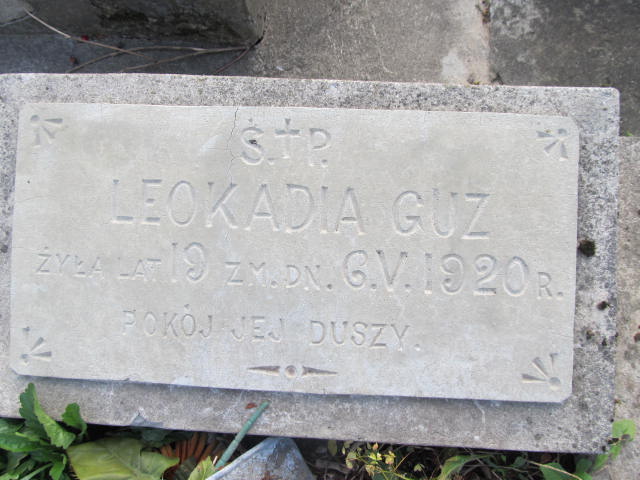 Ś.†P.
LEOKADIA GUZ
ŻYŁA LAT 19 ZM. DN. 6.V. 1920 R.
POKÓJ JEJ DUSZY.